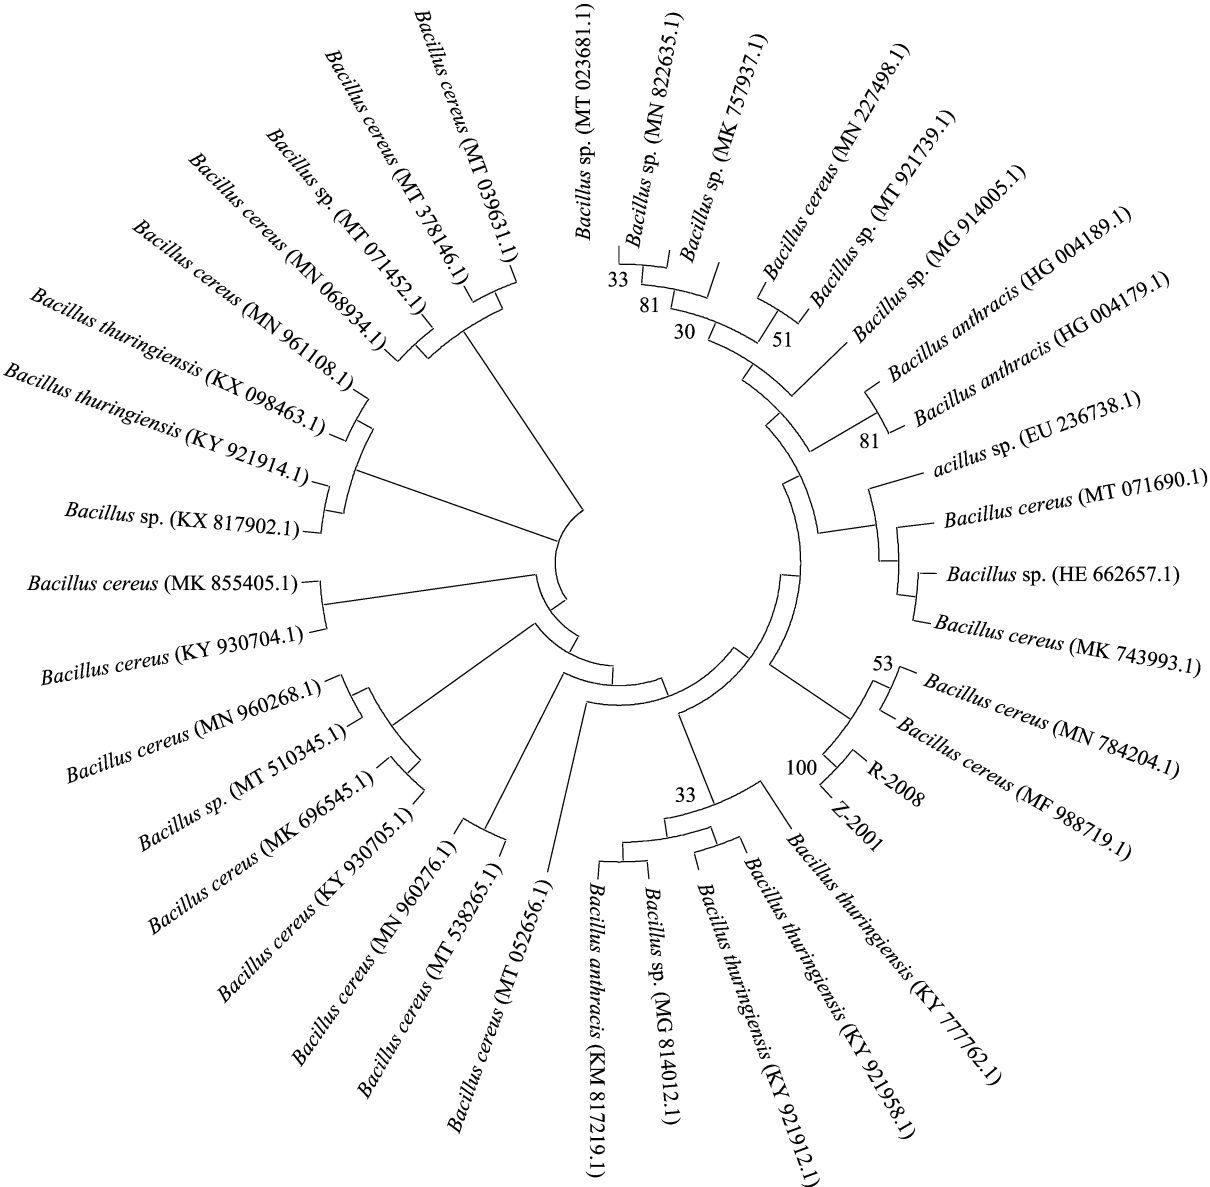 Bacillus sp. (MT 023681.1)
Bacillus sp. (MN 822635.1)
Bacillus sp. (MK 757937.1)
Bacillus cereus (MN 227498.1)
Bacillus sp. (MT 921739.1)
Bacillus sp. (MG 914005.1)
Bacillus anthracis (HG 004189.1)
Bacillus anthracis (HG 004179.1)
acillus sp. (EU 236738.1)
Bacillus cereus (MT 071690.1)
Bacillus sp. (HE 662657.1)
Bacillus cereus (MK 743993.1)
Bacillus cereus (MN 784204.1)
Bacillus cereus (MF 988719.1)
R-2008
Z-2001
Bacillus thuringiensis (KY 777762.1)
Bacillus thuringiensis (KY 921958.1)
Bacillus thuringiensis (KY 921912.1)
Bacillus sp. (MG 814012.1)
Bacillus anthracis (KM 817219.1)
Bacillus cereus (MT 052656.1)
Bacillus cereus (MT 538265.1)
Bacillus cereus (MN 960276.1)
Bacillus cereus (KY 930705.1)
Bacillus cereus (MK 696545.1)
Bacillus sp. (MT 510345.1)
Bacillus cereus (MN 960268.1)
Bacillus cereus (KY 930704.1)
Bacillus cereus (MK 855405.1)
Bacillus sp. (KX 817902.1)
Bacillus thuringiensis (KY 921914.1)
Bacillus thuringiensis (KX 098463.1)
Bacillus cereus (MN 961108.1)
Bacillus cereus (MN 068934.1)
Bacillus sp. (MT 071452.1)
Bacillus cereus (MT 378146.1)
Bacillus cereus (MT 039631.1)
33
81
30
51
81
53
100
33